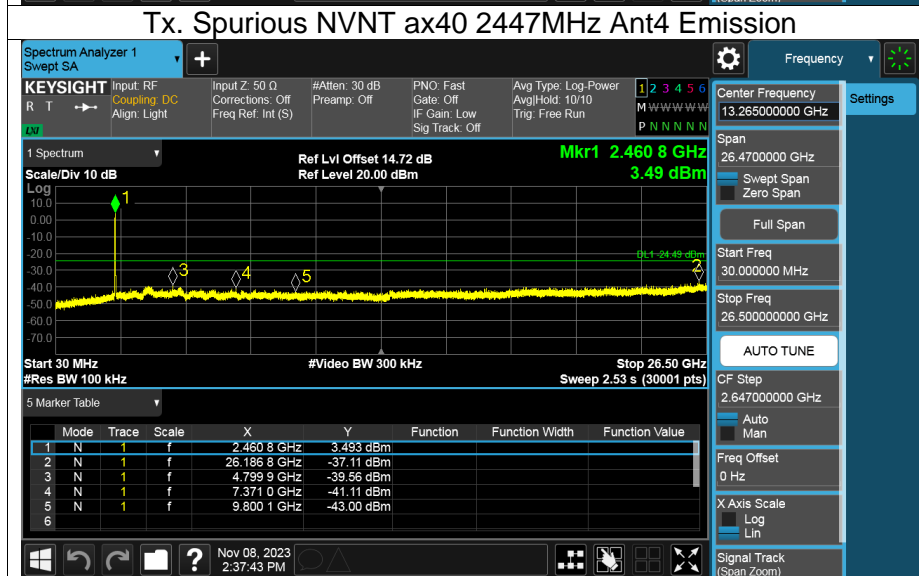 (Span Zoom)
Tx. Spurious NVNT ax40 2447MHz Ant4 Emission
Spectrum Analyzer 1
Swept SA
Frequency
KEYSIGHT
R T
LXI
Input: RF
Coupling: DC
Align: Light
Input Z: 50 Ω
Corrections: Off
Freq Ref: Int (S)
#Atten: 30 dB
Preamp: Off
PNO: Fast
Gate: Off
IF Gain: Low
Sig Track: Off
Avg Type: Log-Power
Avg|Hold: 10/10
Trig: Free Run
1 2 3 4 5 6
M W W W W W
P N N N N N
1 Spectrum
Scale/Div 10 dB
Ref Lvl Offset 14.72 dB
Ref Level 20.00 dBm
Mkr1 2.460 8 GHz
3.49 dBm
Log
10.0
0.00
-10.0
-20.0
-30.0
-40.0
-50.0
-60.0
-70.0
1
3
4
5
2
DL1 -24.49 dBm
Start 30 MHz
#Res BW 100 kHz
#Video BW 300 kHz
Stop 26.50 GHz
Sweep 2.53 s (30001 pts)
5 Marker Table
Mode Trace Scale X Y Function Function Width Function Value
1 N 1 f 2.460 8 GHz 3.493 dBm
2 N 1 f 26.186 8 GHz -37.11 dBm
3 N 1 f 4.799 9 GHz -39.56 dBm
4 N 1 f 7.371 0 GHz -41.11 dBm
5 N 1 f 9.800 1 GHz -43.00 dBm
6
Nov 08, 2023
2:37:43 PM
Center Frequency
13.265000000 GHz
Settings
Span
26.4700000 GHz
Swept Span
Zero Span
Full Span
Start Freq
30.000000 MHz
Stop Freq
26.500000000 GHz
AUTO TUNE
CF Step
2.647000000 GHz
Auto
Man
Freq Offset
0 Hz
X Axis Scale
Log
Lin
Signal Track
(Span Zoom)